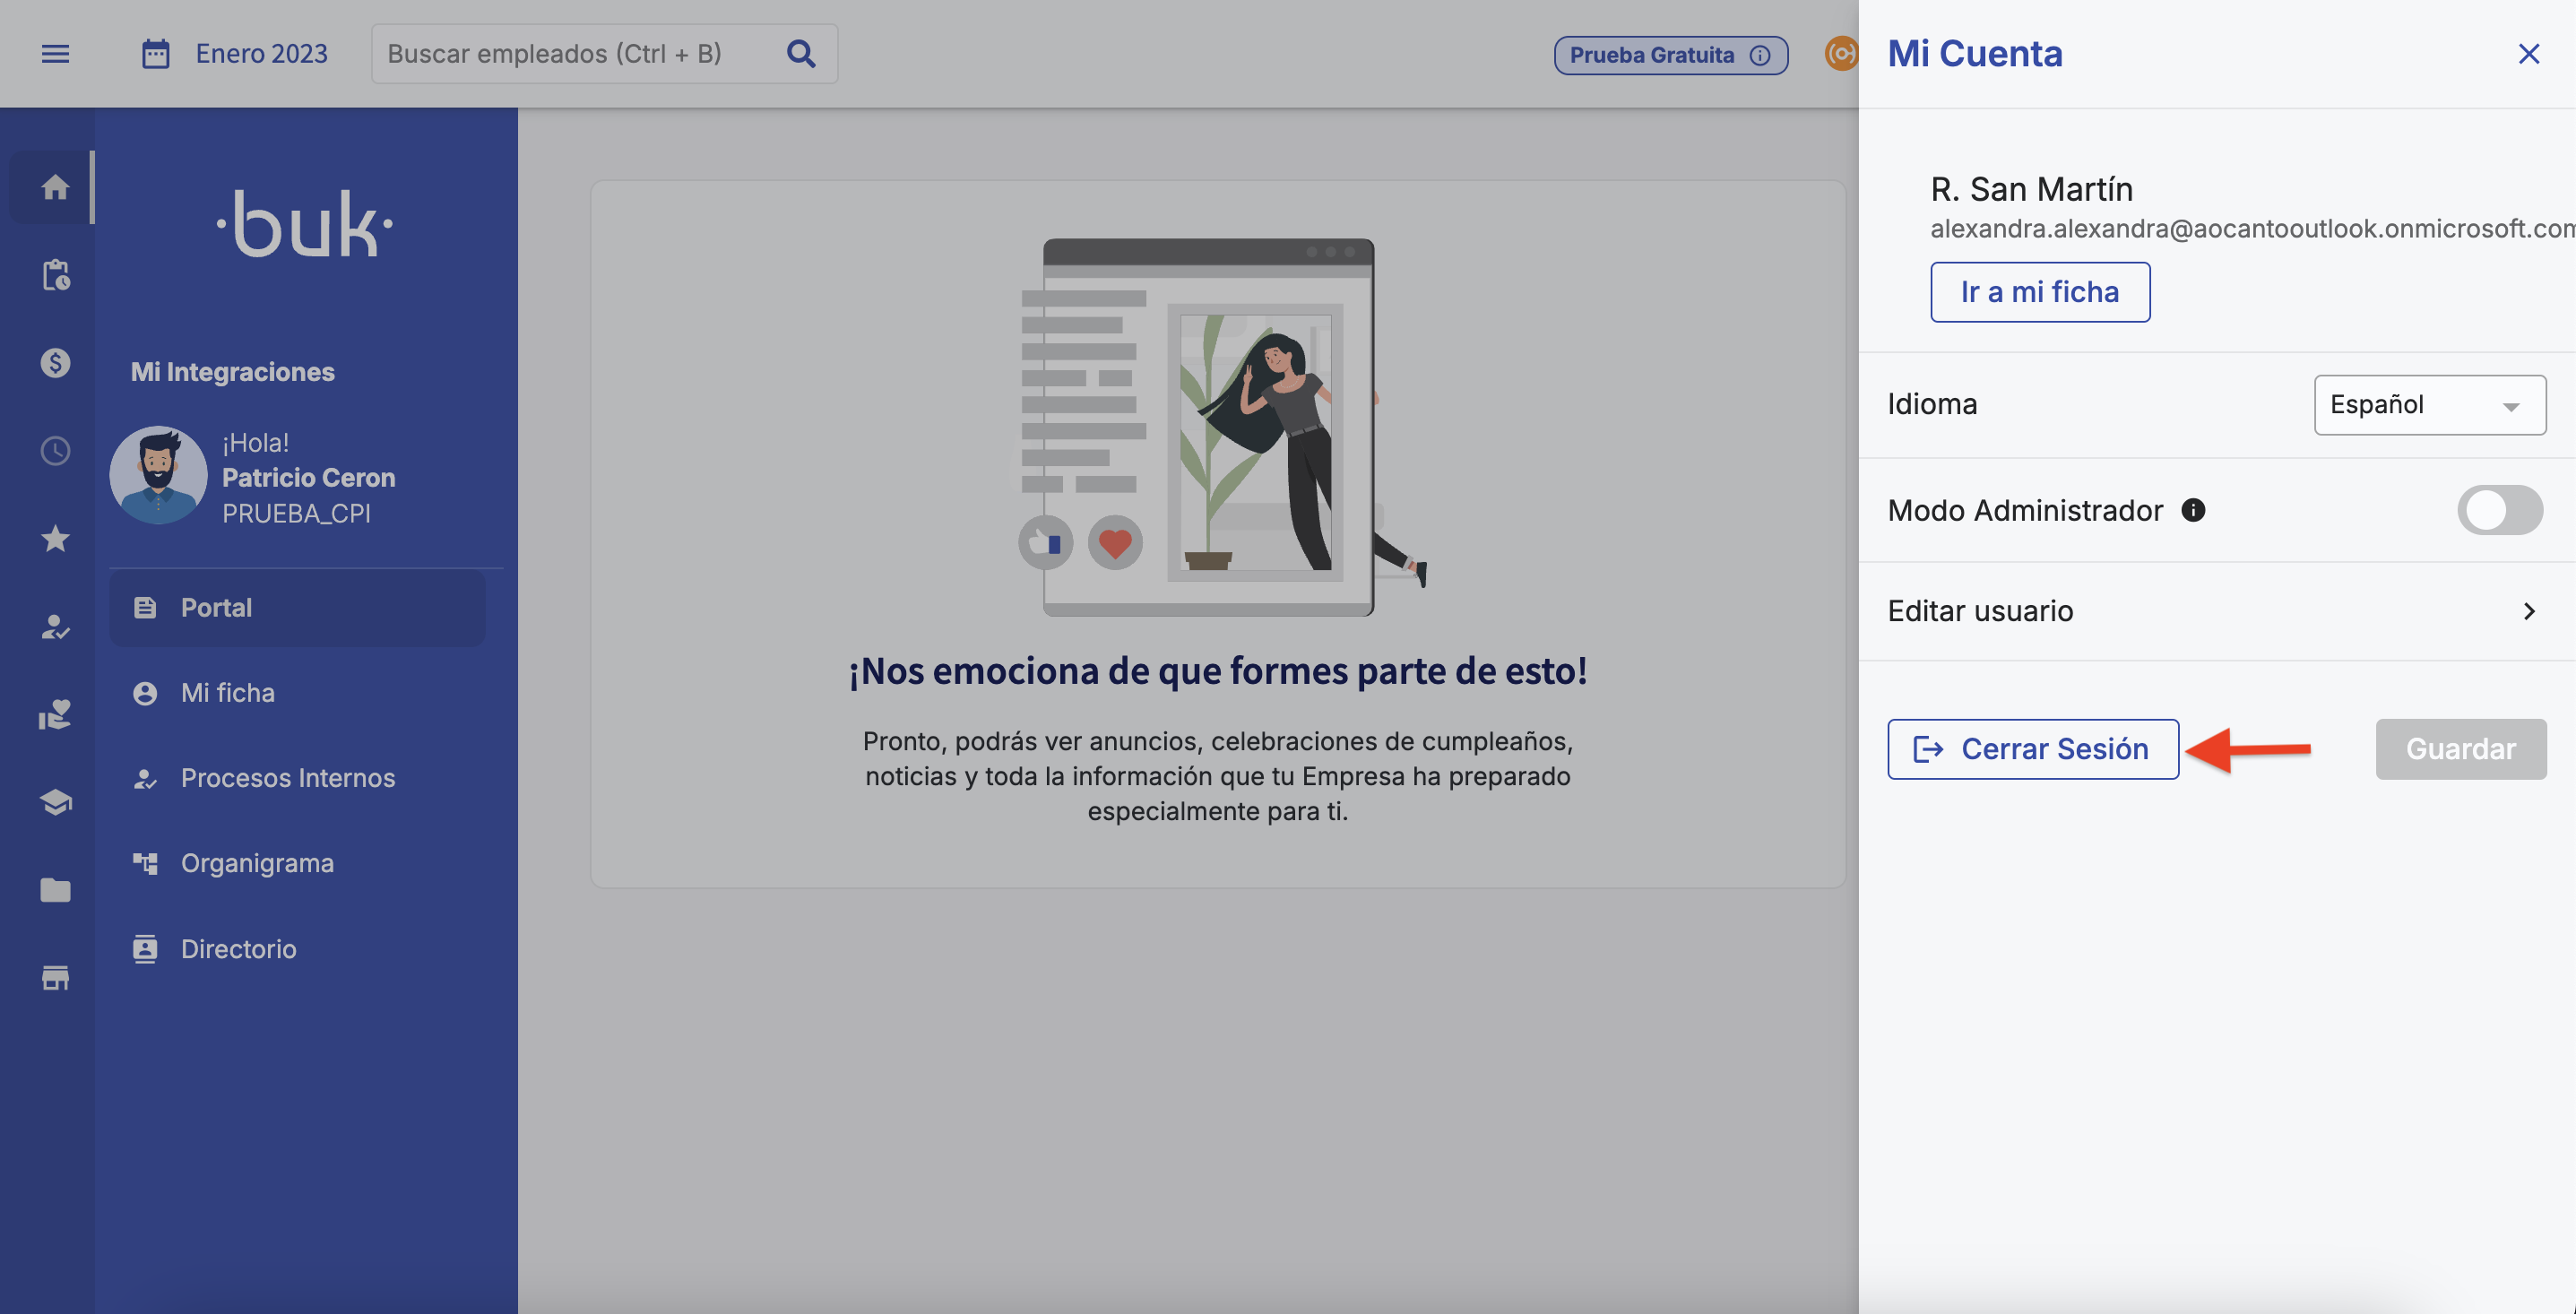 Enero 2023
Buscar empleados (Ctrl + B)
Prueba Gratuita
Mi Cuenta
·buk·
Mi Integraciones
¡Hola!
Patricio Ceron
PRUEBA_CPI
Portal
Mi ficha
Procesos Internos
Organigrama
Directorio
¡Nos emociona de que formes parte de esto!
Pronto, podrás ver anuncios, celebraciones de cumpleaños,
noticias y toda la información que tu Empresa ha preparado
especialmente para ti.
R. San Martín
alexandra.alexandra@aocantooutlook.onmicrosoft.com
Ir a mi ficha
Idioma
Español
Modo Administrador
Editar usuario
Cerrar Sesión
Guardar